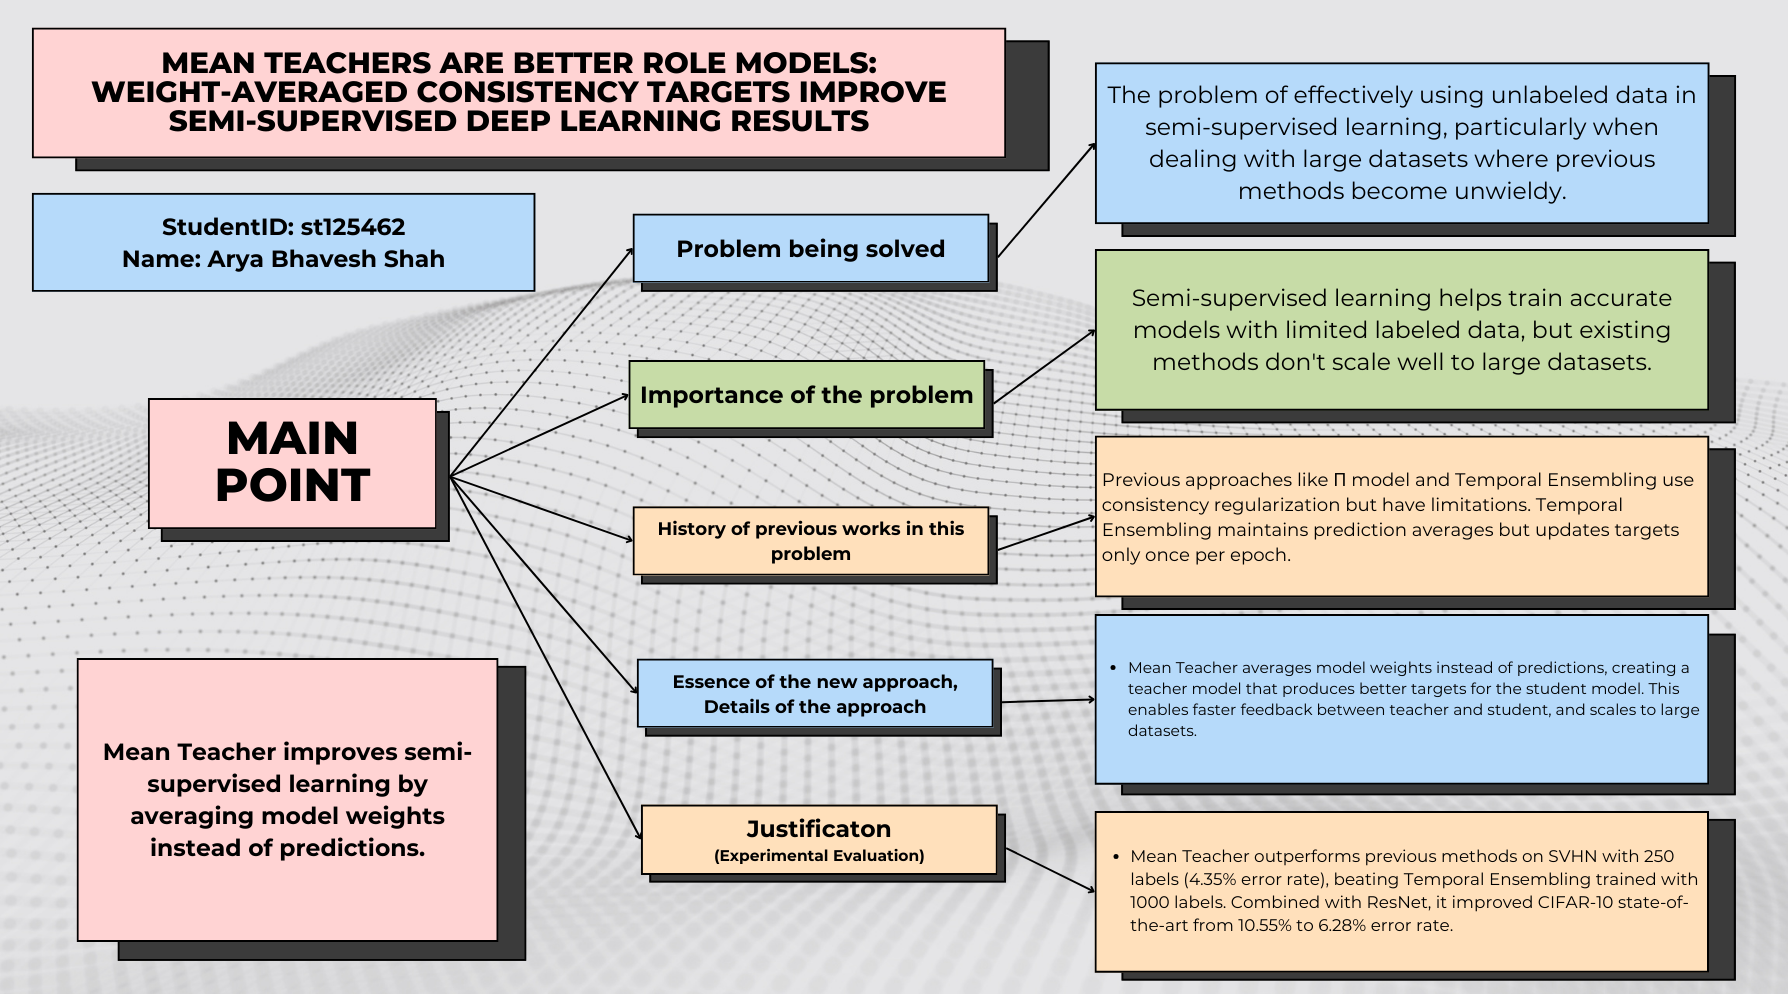 MEAN TEACHERS ARE BETTER ROLE MODELS:
WEIGHT-AVERAGED CONSISTENCY TARGETS IMPROVE
SEMI-SUPERVISED DEEP LEARNING RESULTS
StudentID: st125462
Name: Arya Bhavesh Shah
MAIN
POINT
Mean Teacher improves semi-
supervised learning by
averaging model weights
instead of predictions.
Problem being solved
The problem of effectively using unlabeled data in
semi-supervised learning, particularly when
dealing with large datasets where previous
methods become unwieldy.
Importance of the problem
Semi-supervised learning helps train accurate
models with limited labeled data, but existing
methods don't scale well to large datasets.
History of previous works in this
problem
Previous approaches like Π model and Temporal Ensembling use
consistency regularization but have limitations. Temporal
Ensembling maintains prediction averages but updates targets
only once per epoch.
Essence of the new approach,
Details of the approach
• Mean Teacher averages model weights instead of predictions, creating a
teacher model that produces better targets for the student model. This
enables faster feedback between teacher and student, and scales to large
datasets.
Justificaton
(Experimental Evaluation)
• Mean Teacher outperforms previous methods on SVHN with 250
labels (4.35% error rate), beating Temporal Ensembling trained with
1000 labels. Combined with ResNet, it improved CIFAR-10 state-of-
the-art from 10.55% to 6.28% error rate.